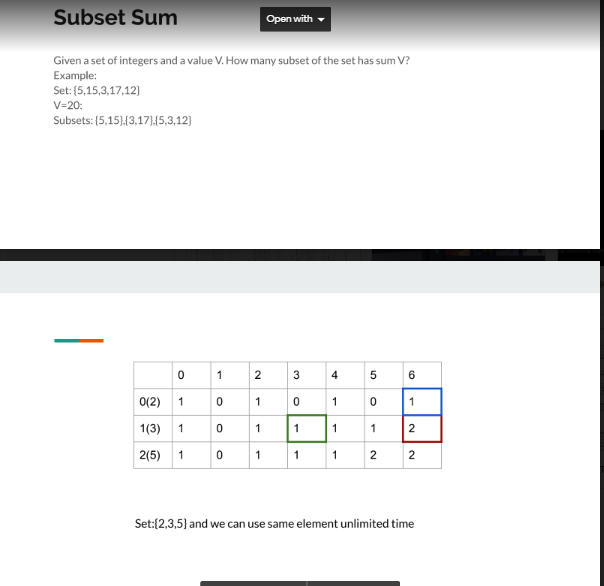 Subset Sum
Open with
Given a set of integers and a value V. How many subset of the set has sum V?
Example:
Set: {5,15,3,17,12}
V=20:
Subsets: {5,15},{3,17},{5,3,12}
0 1 2 3 4 5 6
0(2) 1 0 1 0 1 0 1
1(3) 1 0 1 1 1 1 2
2(5) 1 0 1 1 1 2 2
Set:{2,3,5} and we can use same element unlimited time